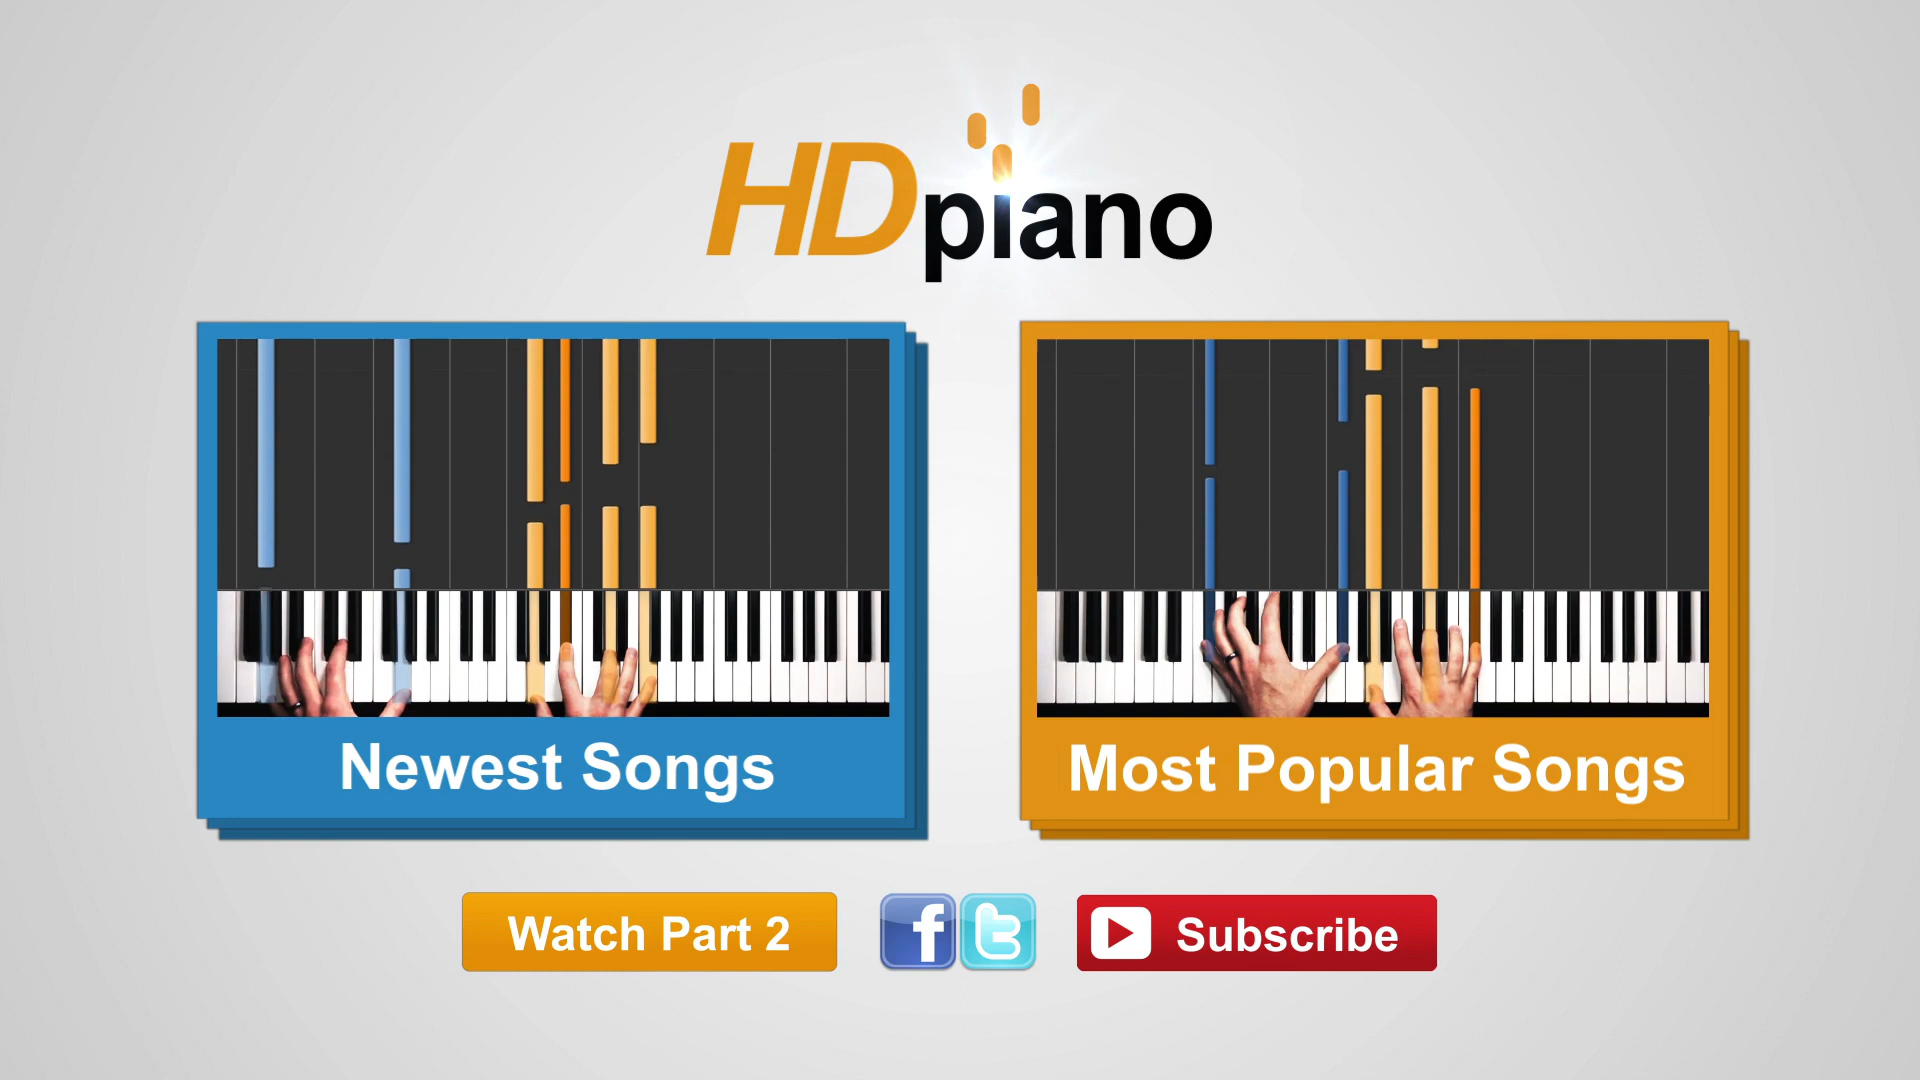 HDpiano
Newest Songs
Most Popular Songs
Watch Part 2
f
t
Subscribe